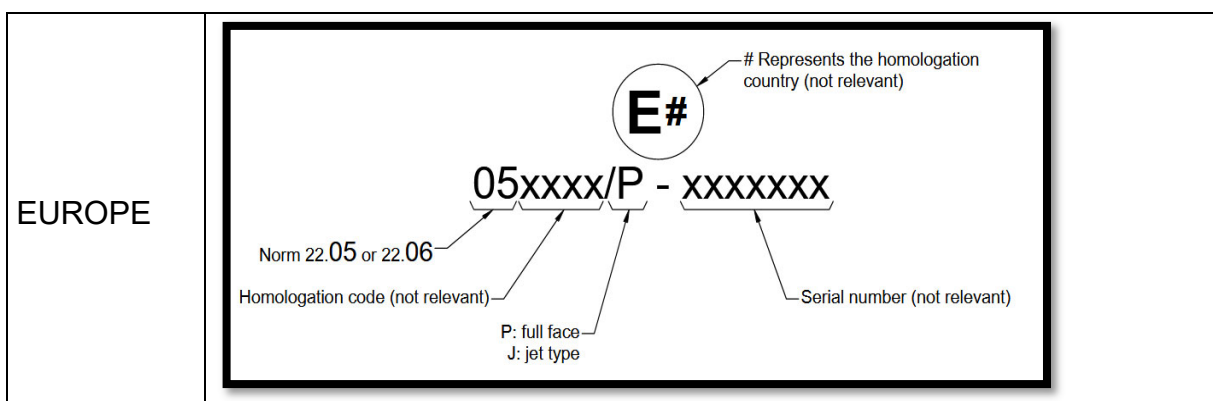 EUROPE
# Represents the homologation
country (not relevant)
E#
05xxxx/P - xxxxxxx
Norm 22.05 or 22.06
Homologation code (not relevant)
Serial number (not relevant)
P: full face
J: jet type